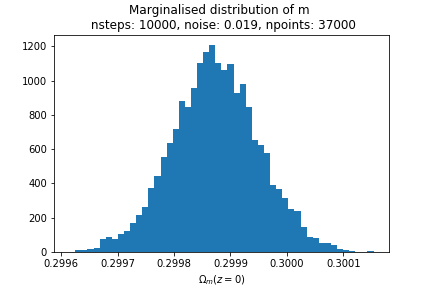 Marginalised distribution of m
nsteps: 10000, noise: 0.019, npoints: 37000
1200
1000
800
600
400
200
0
0.2996 0.2997 0.2998 0.2999 0.3000 0.3001
Ωm(z = 0)